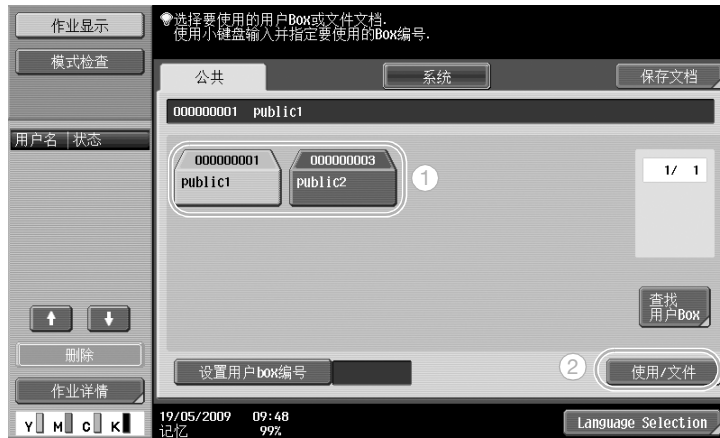 作业显示
模式检查
选择要使用的用户Box或文件文档.
使用小键盘输入并指定要使用的Box编号.
公共
系统
保存文档
000000001 public1
用户名 状态
000000001
public1
000000003
public2
1
1/ 1
查找
用户Box
删除
设置用户box编号
2
使用/文件
作业详情
Y M C K
19/05/2009 09:48
记忆 99%
Language Selection